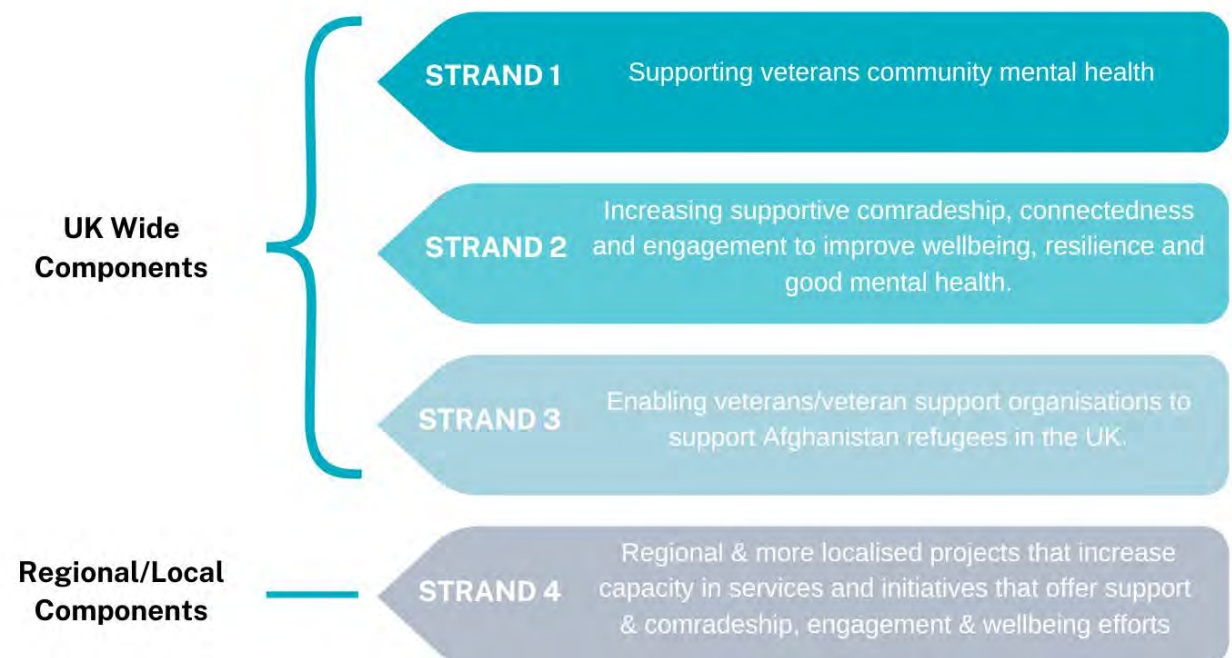 STRAND 1
Supporting veterans community mental health
UK Wide
Components
STRAND 2
Increasing supportive comradeship, connectedness
and engagement to improve wellbeing, resilience and
good mental health.
STRAND 3
Enabling veterans/veteran support organisations to
support Afghanistan refugees in the UK.
Regional/Local
Components
STRAND 4
Regional & more localised projects that increase
capacity in services and initiatives that offer support
& comradeship, engagement & wellbeing efforts